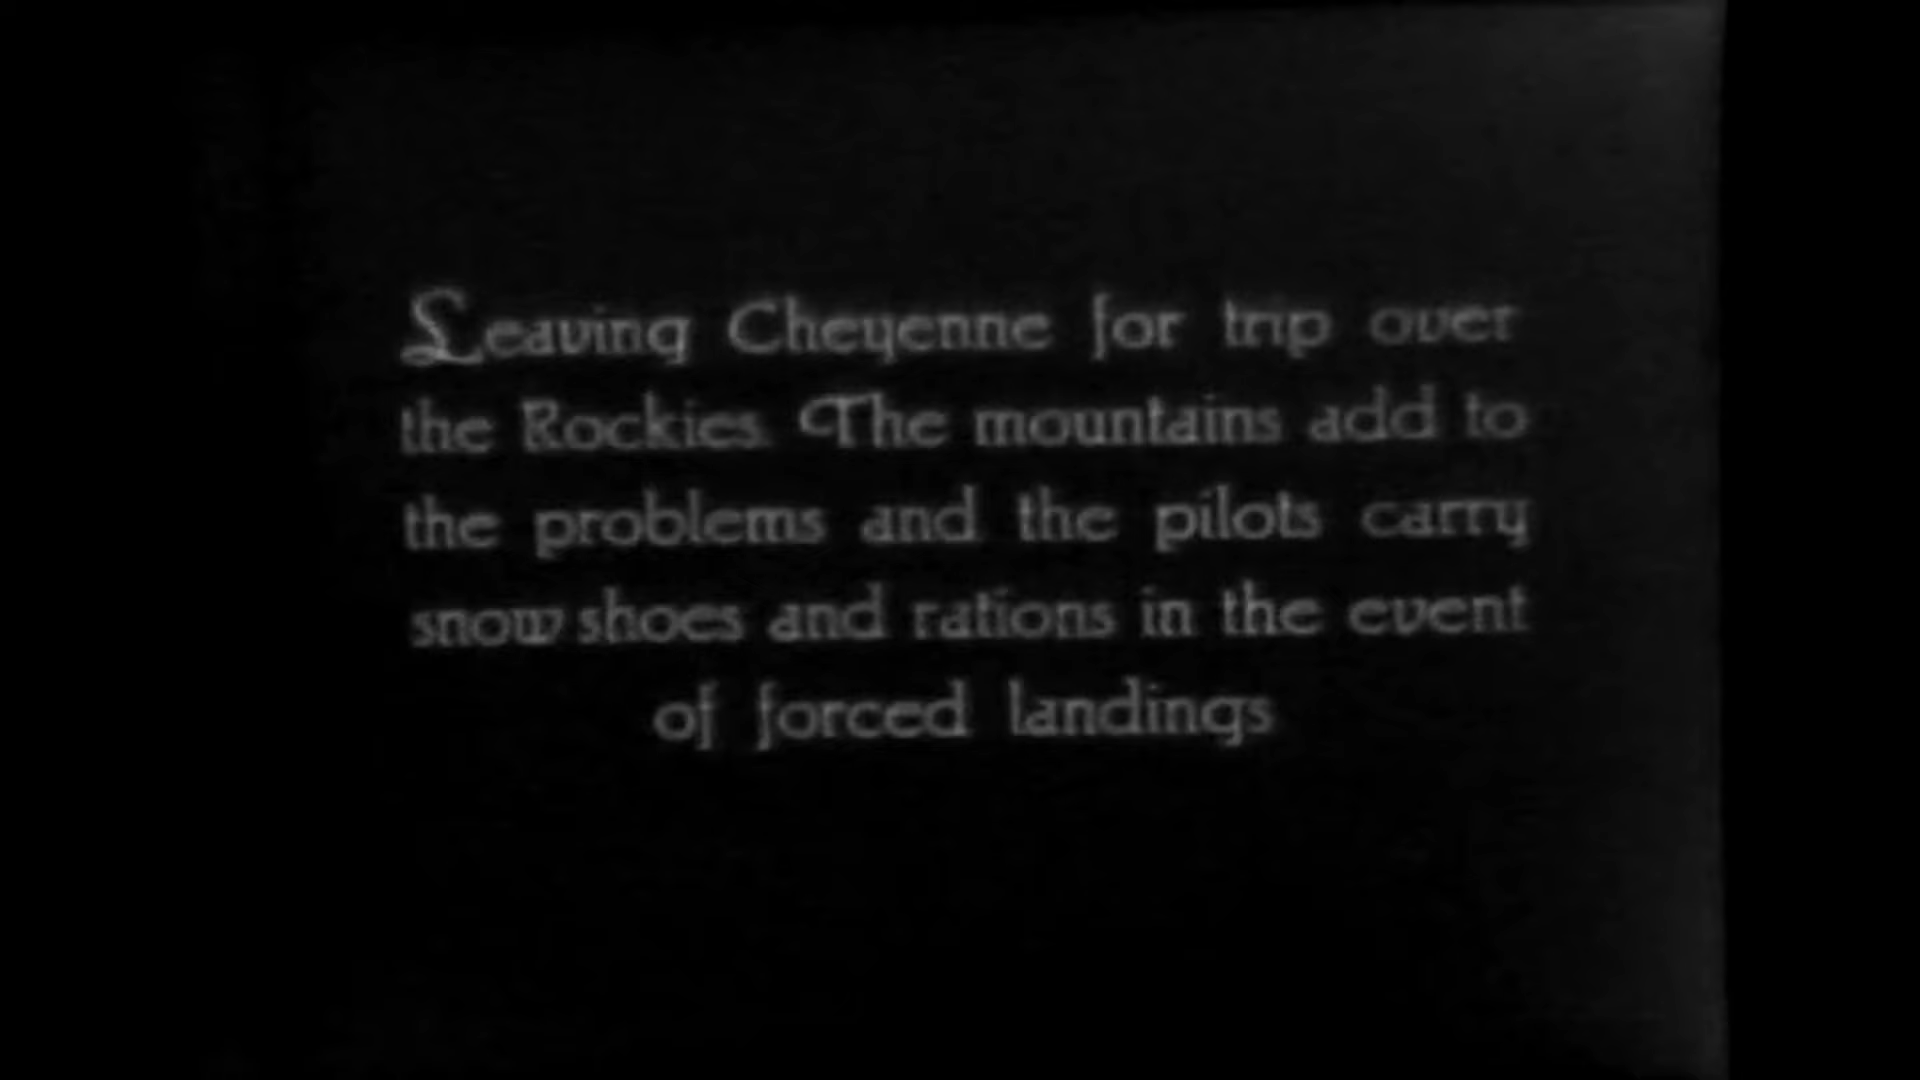 Leaving Cheyenne for trip over
the Rockies. The mountains add to
the problems and the pilots carry
snow shoes and rations in the event
of forced landings